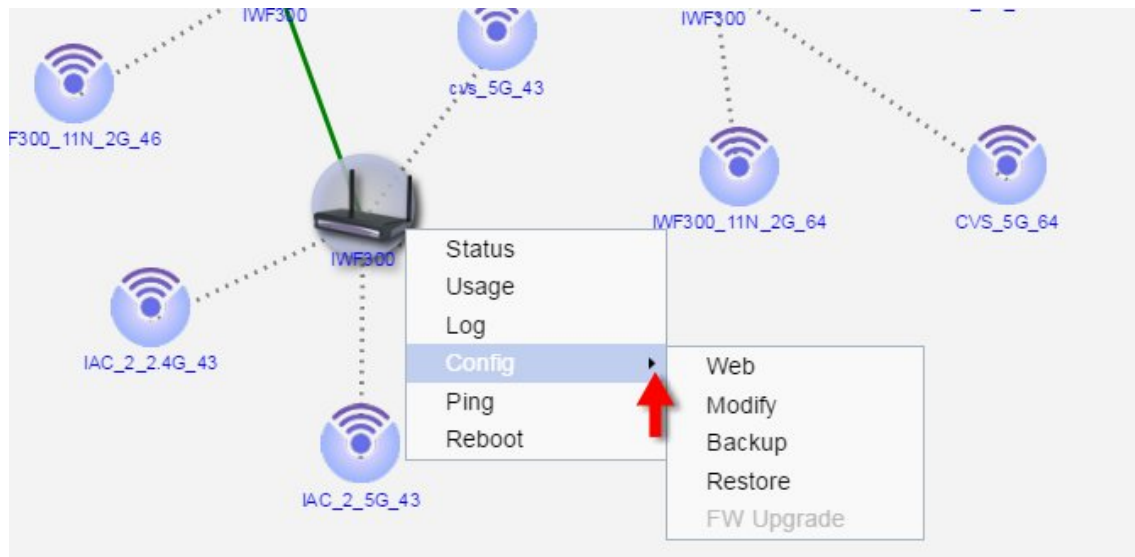 IWF300
IWF300
cvs_5G_43
F300_11N_2G_46
IWF300_11N_2G_64
CVS_5G_64
IWF300
Status
Usage
Log
Config
Ping
Reboot
Web
Modify
Backup
Restore
FW Upgrade
IAC_2_2.4G_43
IAC_2_5G_43